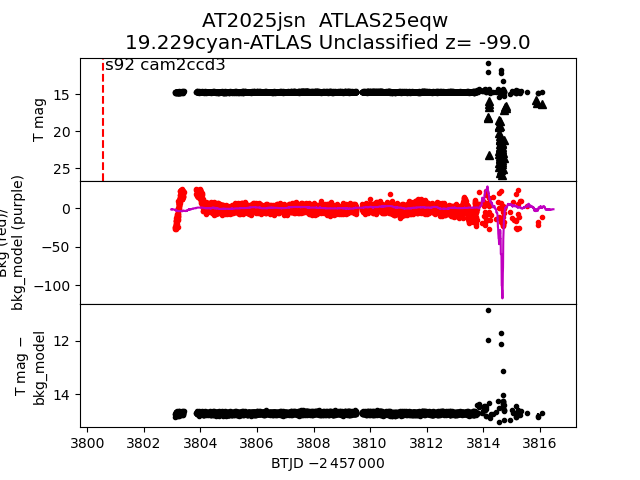 AT2025jsn ATLAS25eqw
19.229cyan-ATLAS Unclassified z= -99.0
s92 cam2ccd3
T mag
15
20
25
Bkg (red)/
bkg_model (purple)
0
−50
−100
T mag −
bkg_model
12
14
3800 3802 3804 3806 3808 3810 3812 3814 3816
BTJD −2 457 000